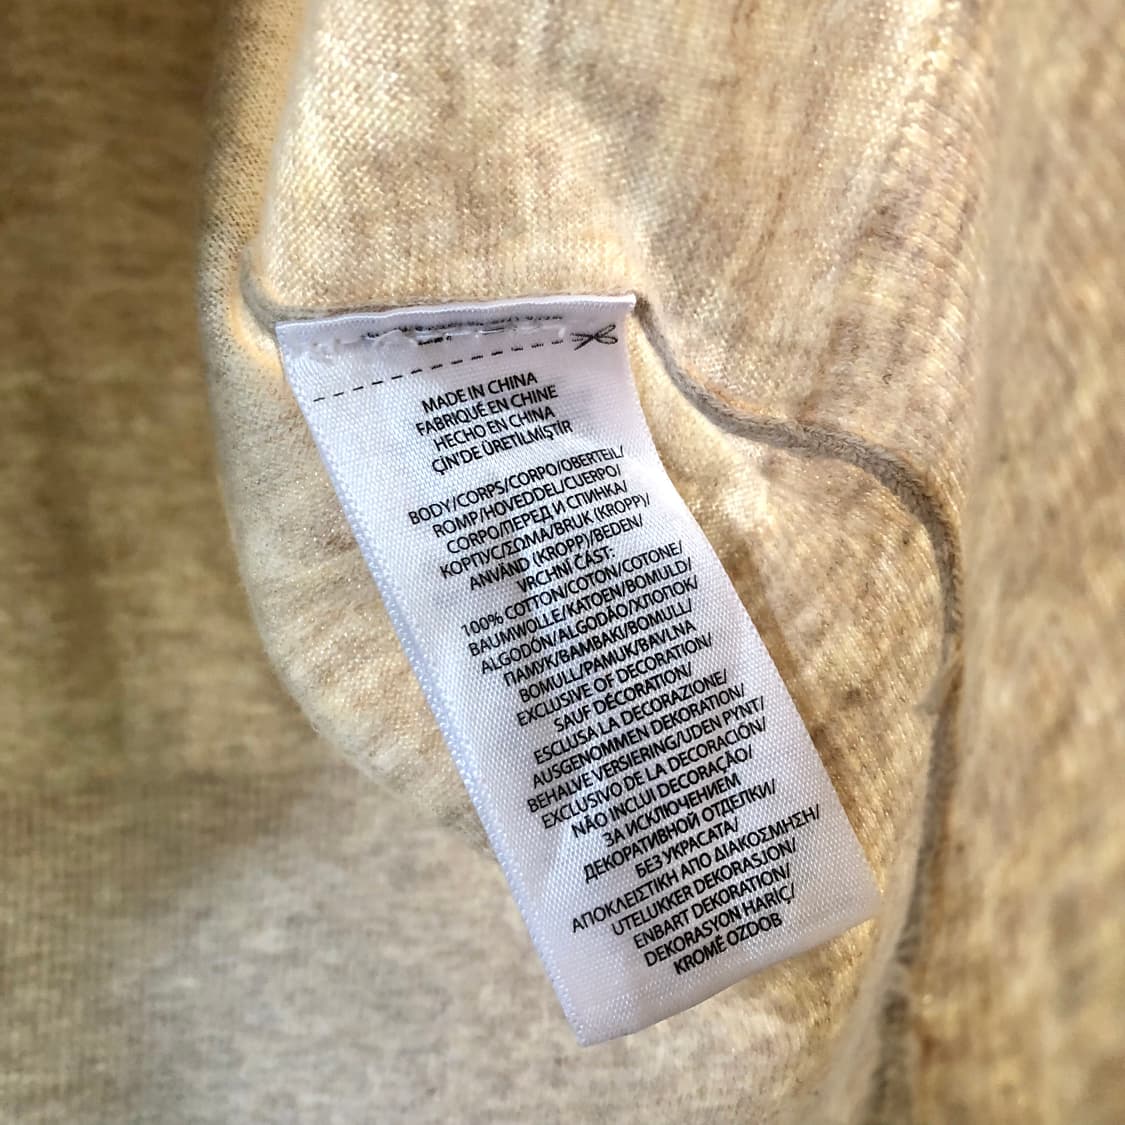 MADE IN CHINA
FABRIQUÉ EN CHINE
HECHO EN CHINA
ÇİN'DE ÜRETİLMİŞTİR
BODY/CORPS/CORPO/OBERTEIL/
ROMP/HOVEDDEL/CUERPO/
CORPO/ПЕРЕД И СПИНКА/
КОРПУС/ΣΩΜΑ/BRUK (KROPP)/
ANVÄND (KROPP)/BEDEN/
VRCHNÍ ČÁST:
100% COTTON/COTON/COTONE/
BAUMWOLLE/KATOEN/BOMULD/
ALGODÓN/ALGODÃO/ХЛОПОК/
ПАМУК/ΒΑΜΒΑΚΙ/BOMULL/
BOMULL/PAMUK/BAVLNA
EXCLUSIVE OF DECORATION/
SAUF DÉCORATION/
ESCLUSA LA DECORAZIONE/
AUSGENOMMEN DEKORATION/
BEHALVE VERSIERING/UDEN PYNT/
EXCLUSIVO DE LA DECORACIÓN/
NÃO INCLUI DECORAÇÃO/
ЗА ИСКЛЮЧЕНИЕМ
ДЕКОРАТИВНОЙ ОТДЕЛКИ/
БЕЗ УКРАСАТА/
ΑΠΟΚΛΕΙΣΤΙΚΗ ΑΠΟ ΔΙΑΚΟΣΜΗΣΗ/
UTELUKKER DEKORASJON/
ENBART DEKORATION/
DEKORASYON HARİÇ/
KROMĚ OZDOB